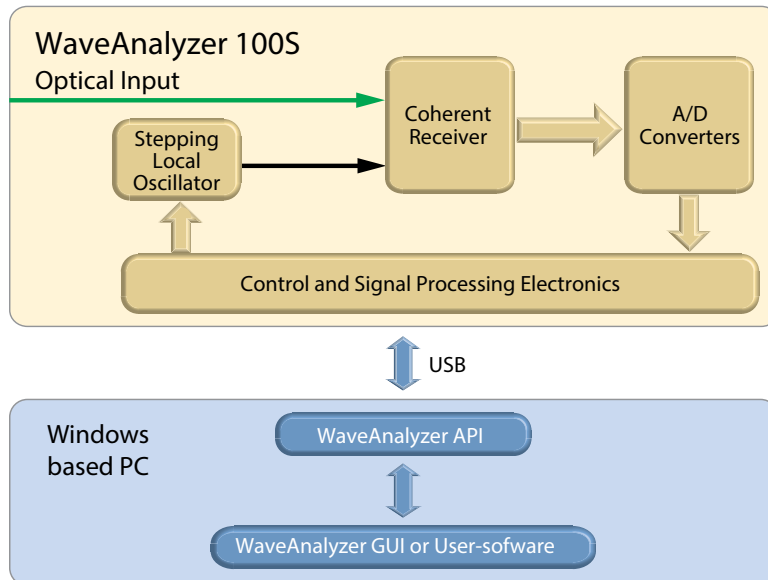 WaveAnalyzer 100S
Optical Input
Stepping
Local
Oscillator
Coherent
Receiver
A/D
Converters
Control and Signal Processing Electronics
USB
Windows
based PC
WaveAnalyzer API
WaveAnalyzer GUI or User-sofware